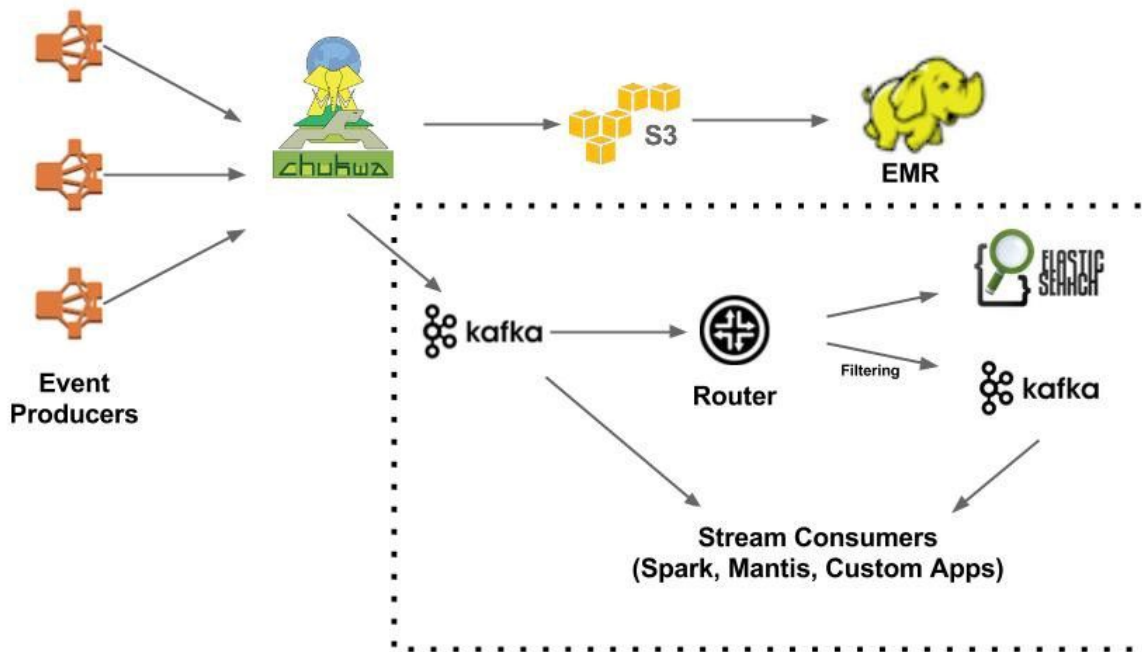 chukwa
S3
EMR
Event
Producers
kafka
Router
Filtering
ELASTIC
SEARCH
kafka
Stream Consumers
(Spark, Mantis, Custom Apps)